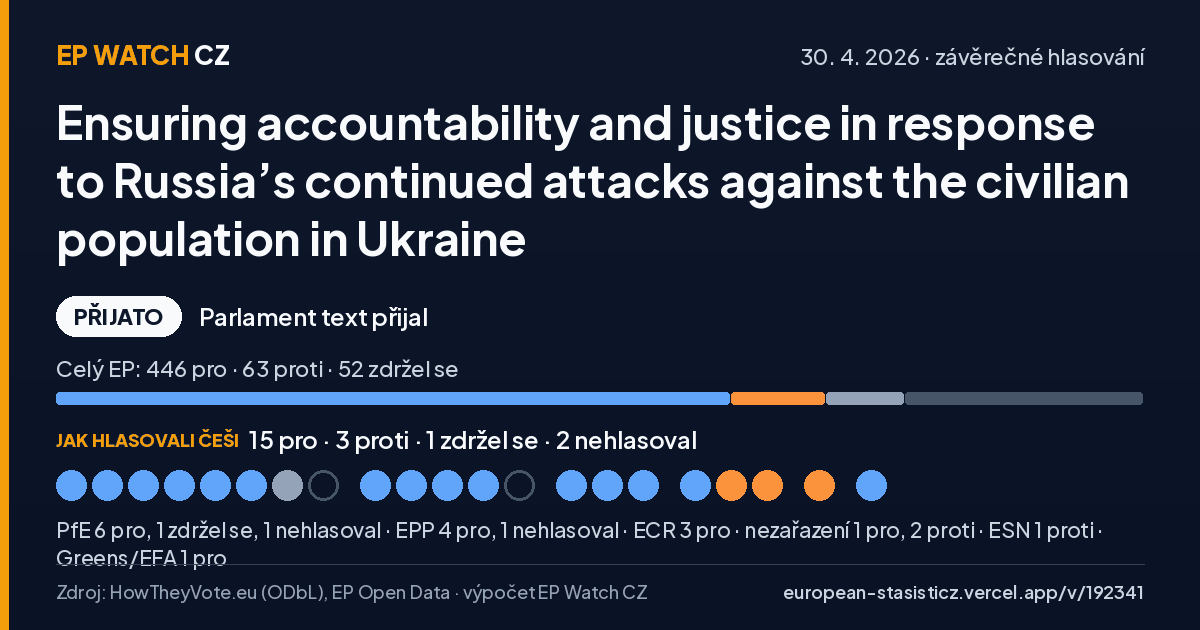 EP WATCH CZ
30. 4. 2026 · závěrečné hlasování
Ensuring accountability and justice in response
to Russia’s continued attacks against the civilian
population in Ukraine
PŘIJATO Parlament text přijal
Celý EP: 446 pro · 63 proti · 52 zdržel se
JAK HLASOVALI ČEŠI 15 pro · 3 proti · 1 zdržel se · 2 nehlasoval
PfE 6 pro, 1 zdržel se, 1 nehlasoval · EPP 4 pro, 1 nehlasoval · ECR 3 pro · nezařazení 1 pro, 2 proti · ESN 1 proti ·
Greens/EFA 1 pro
Zdroj: HowTheyVote.eu (ODbL), EP Open Data · výpočet EP Watch CZ
european-stasisticz.vercel.app/v/192341